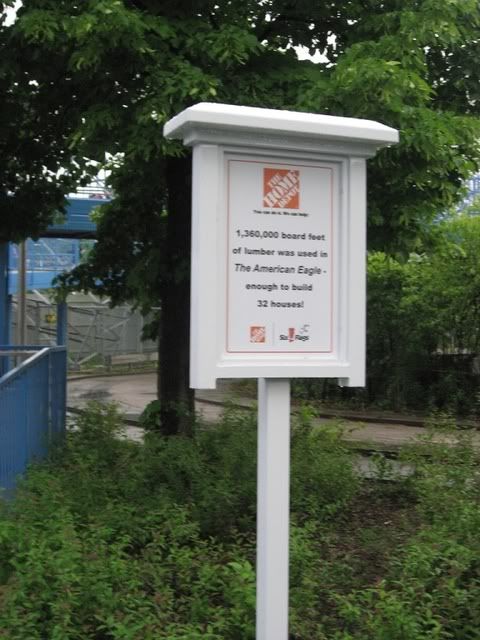 THE
HOME
DEPOT
You can do it. We can help.
1,360,000 board feet
of lumber was used in
The American Eagle -
enough to build
32 houses!
Six Flags